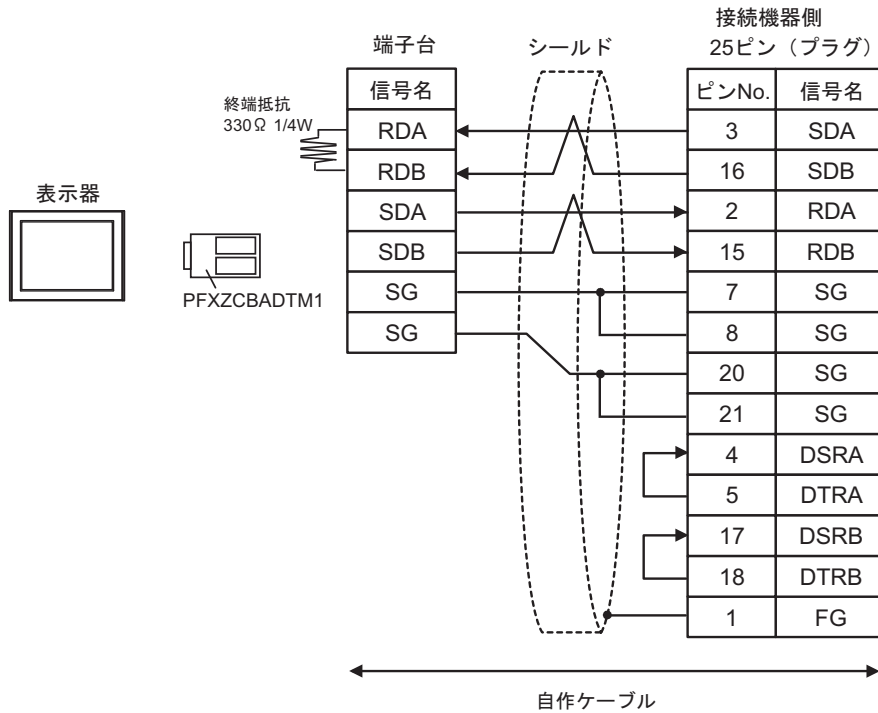 接続機器側
端子台 シールド 25ピン（プラグ）
信号名 ピンNo. 信号名
終端抵抗
330Ω 1/4W
RDA 3 SDA
RDB 16 SDB
表示器
SDA 2 RDA
SDB 15 RDB
PFXZCBADTM1
SG 7 SG
SG 8 SG
20 SG
21 SG
4 DSRA
5 DTRA
17 DSRB
18 DTRB
1 FG
自作ケーブル